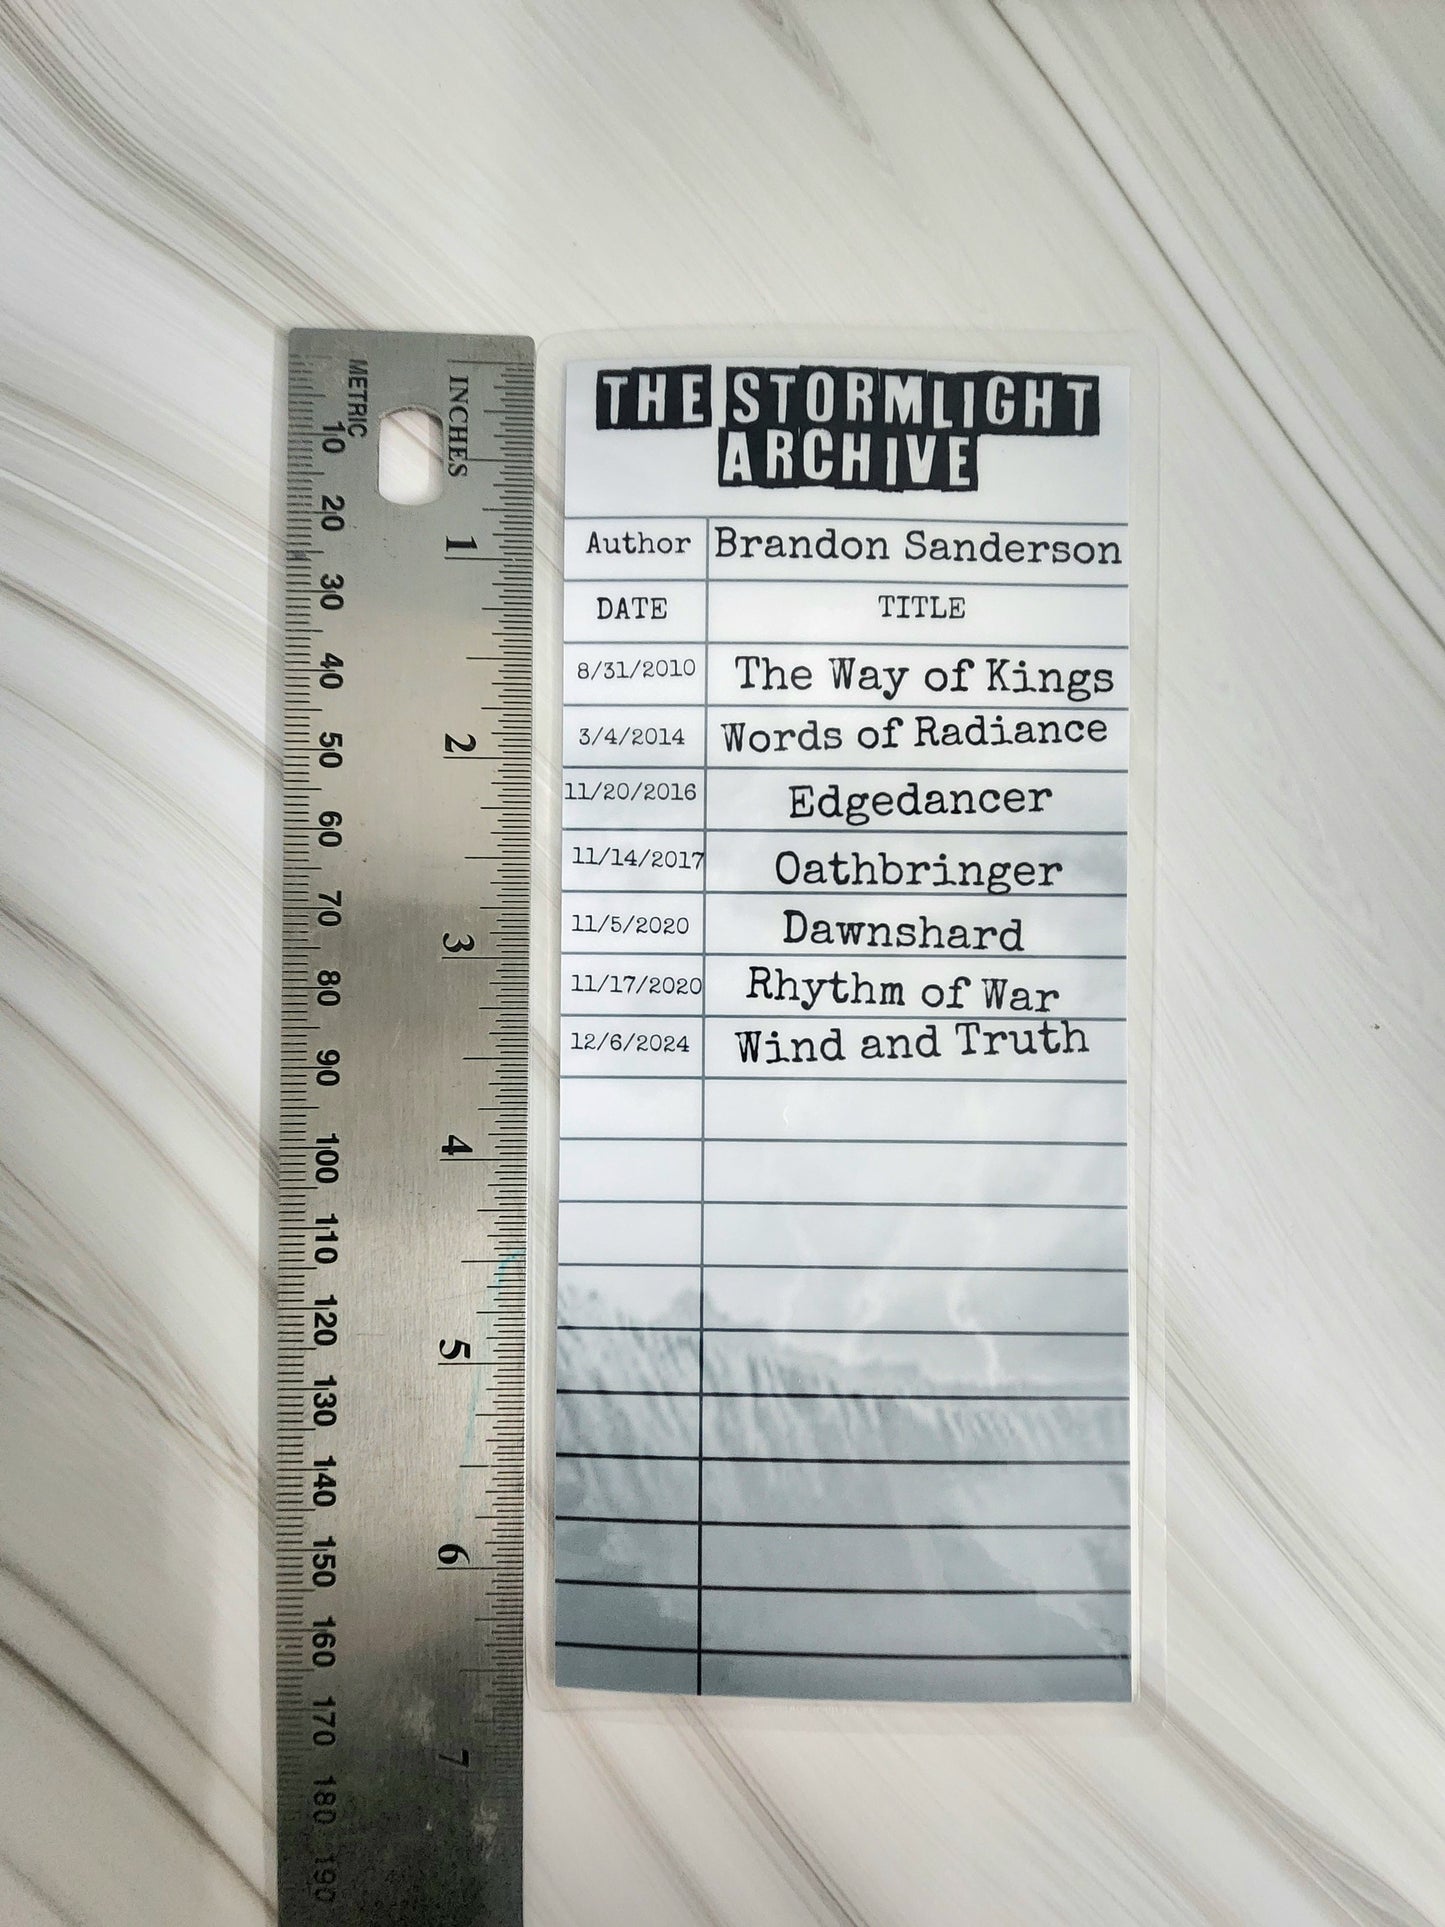 THE STORMLIGHT
ARCHIVE
Author Brandon Sanderson
DATE TITLE
8/31/2010 The Way of Kings
3/4/2014 Words of Radiance
11/20/2016 Edgedancer
11/14/2017 Oathbringer
11/5/2020 Dawnshard
11/17/2020 Rhythm of War
12/6/2024 Wind and Truth
METRIC
10
20
30
40
50
60
70
80
90
100
110
120
130
140
150
160
170
180
190
INCHES
1
2
3
4
5
6
7